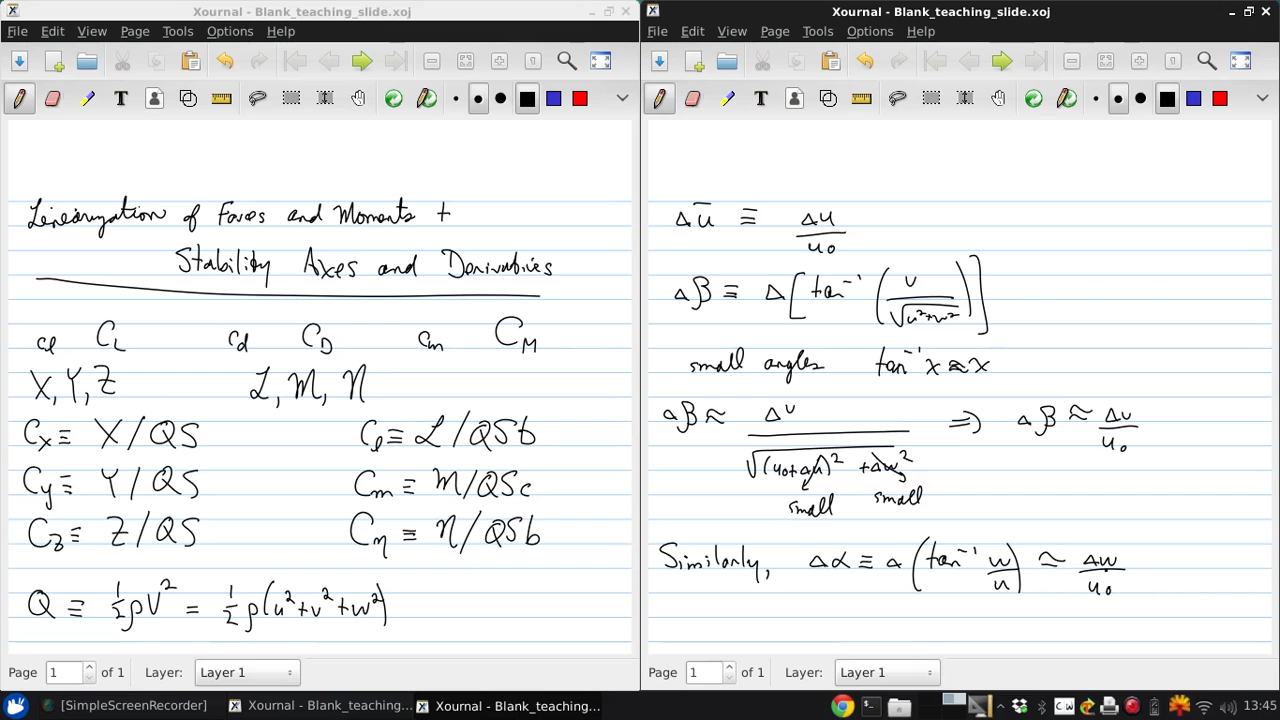 Xournal - Blank_teaching_slide.xoj
File Edit View Page Tools Options Help
Linearization of Forces and Moments +
Stability Axes and Derivatives
cl CL cd CD cm CM
X, Y, Z L, M, N
Cx ≡ X/QS Cl ≡ L/QSb
Cy ≡ Y/QS Cm ≡ M/QSc
Cz ≡ Z/QS Cn ≡ N/QSb
Q ≡ ½ρV² = ½ρ(u²+v²+w²)
Page 1 of 1 Layer: Layer 1
Xournal - Blank_teaching_slide.xoj
File Edit View Page Tools Options Help
Δū ≡ Δu/u₀
Δβ ≡ Δ[tan⁻¹(v/√(u²+w²))]
small angles tan⁻¹x ≈ x
Δβ ≈ Δv/√((u₀+Δu)²+Δw²) ⇒ Δβ ≈ Δv/u₀
small small
Similarly, Δα ≡ Δ(tan⁻¹ w/u) ≈ Δw/u₀
Page 1 of 1 Layer: Layer 1
[SimpleScreenRecorder] Xournal - Blank_teaching... Xournal - Blank_teaching... 13:45